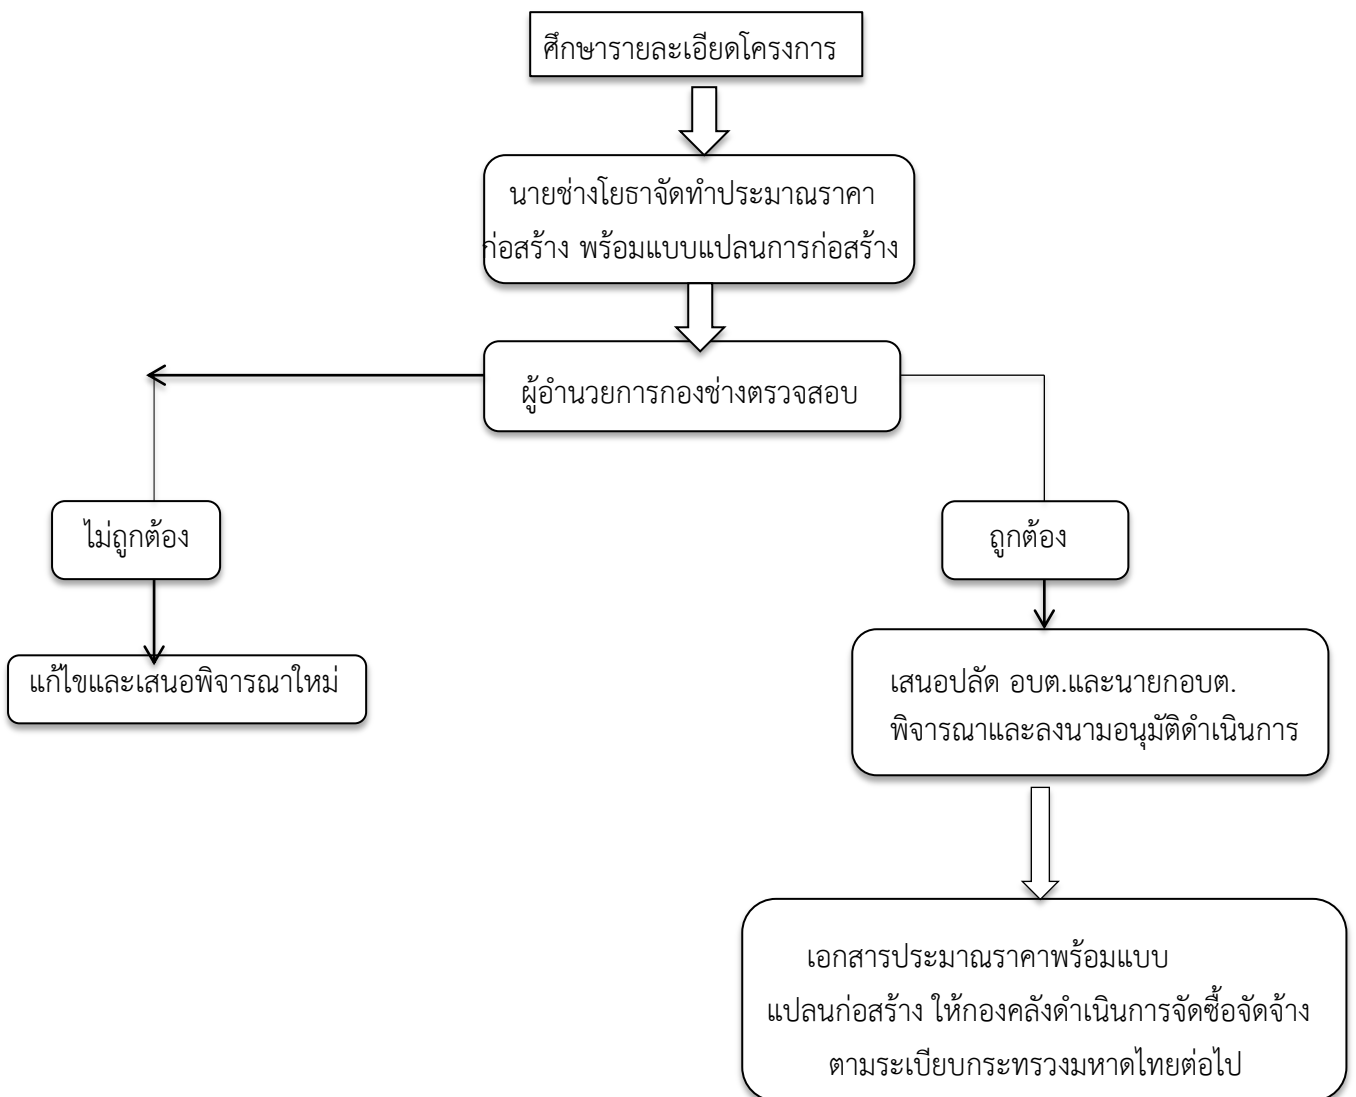 ศึกษารายละเอียดโครงการ
นายช่างโยธาจัดทำประมาณราคา
ก่อสร้าง พร้อมแบบแปลนการก่อสร้าง
ผู้อำนวยการกองช่างตรวจสอบ
ไม่ถูกต้อง
ถูกต้อง
แก้ไขและเสนอพิจารณาใหม่
เสนอปลัด อบต.และนายกอบต.
พิจารณาและลงนามอนุมัติดำเนินการ
เอกสารประมาณราคาพร้อมแบบ
แปลนก่อสร้าง ให้กองคลังดำเนินการจัดซื้อจัดจ้าง
ตามระเบียบกระทรวงมหาดไทยต่อไป